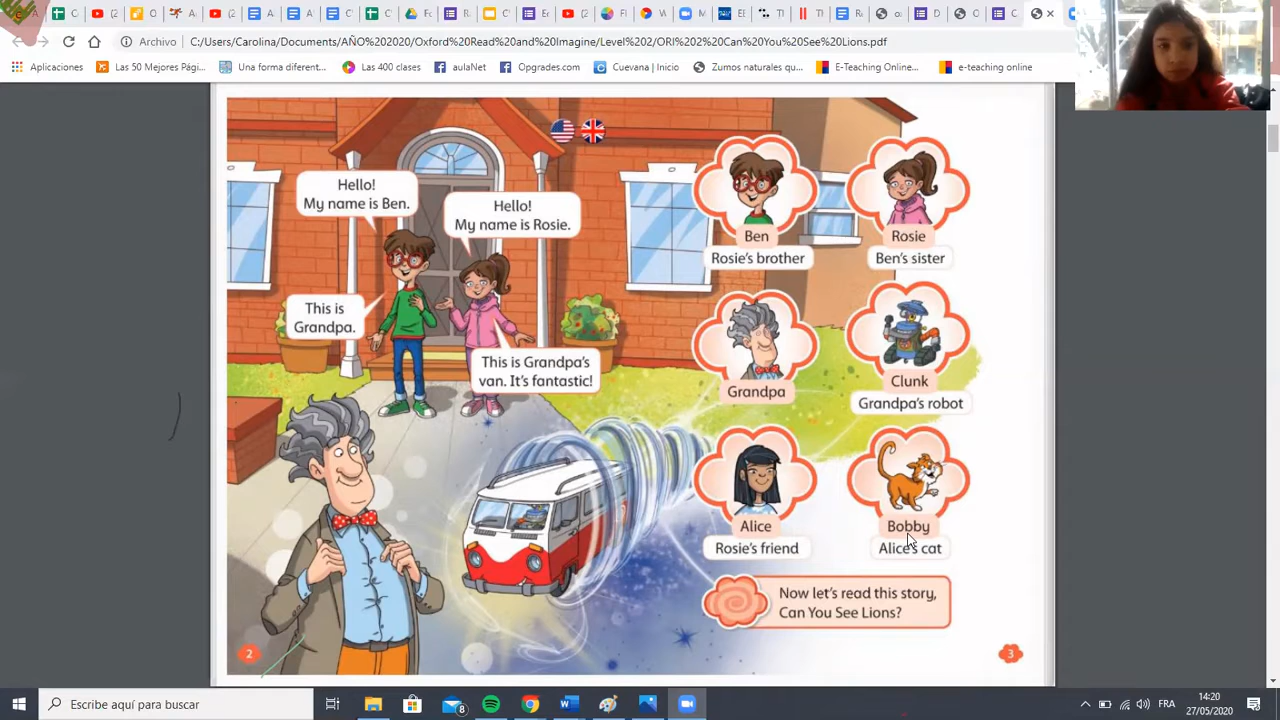 Archivo
C:/Users/Carolina/Documents/AÑO%202020/Oxford%20Read%20and%20Imagine/Level%202/ORI%202%20Can%20You%20See%20Lions.pdf
Aplicaciones
Las 50 Mejores Pág...
Una forma diferent...
Las 400 clases
aulaNet
Opgrades.com
Cuevana | Inicio
Zumos naturales qu...
E-Teaching Online...
e-teaching online
Hello!
My name is Ben.
Hello!
My name is Rosie.
This is
Grandpa.
This is Grandpa's
van. It's fantastic!
Ben
Rosie's brother
Rosie
Ben's sister
Grandpa
Clunk
Grandpa's robot
Alice
Rosie's friend
Bobby
Alice's cat
Now let's read this story,
Can You See Lions?
2
3
Escribe aquí para buscar
8
FRA
14:20
27/05/2020